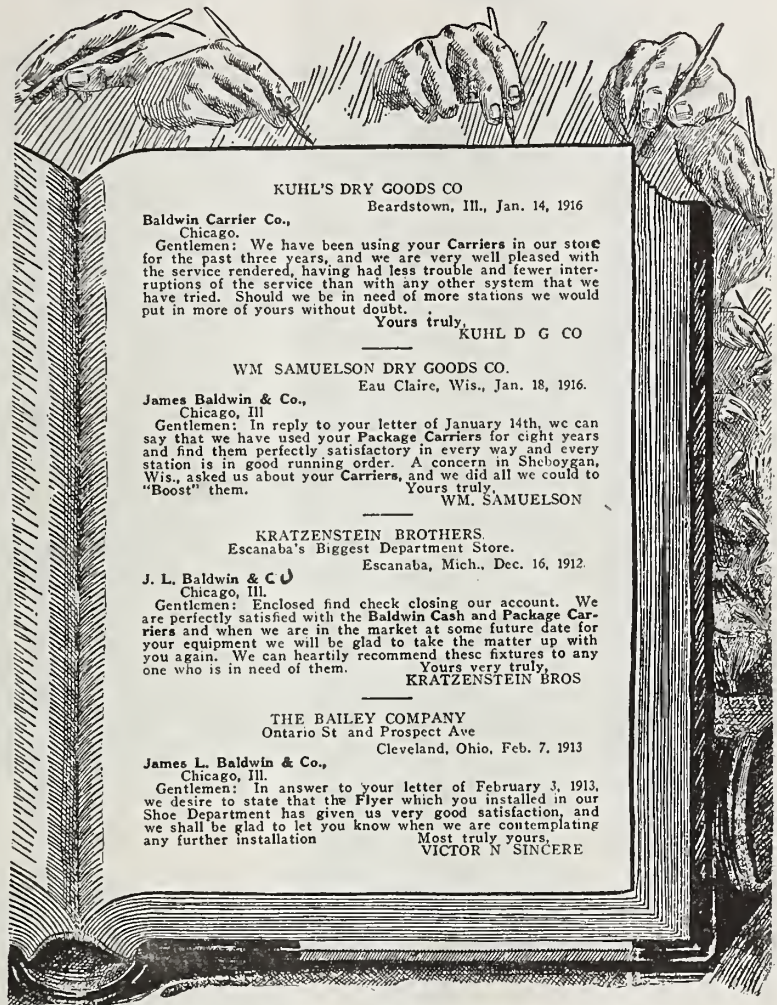 KUHL'S DRY GOODS CO
Beardstown, Ill., Jan. 14, 1916
Baldwin Carrier Co.,
Chicago.
Gentlemen: We have been using your Carriers in our store
for the past three years, and we are very well pleased with
the service rendered, having had less trouble and fewer inter-
ruptions of the service than with any other system that we
have tried. Should we be in need of more stations we would
put in more of yours without doubt.
Yours truly,
KUHL D G CO
WM SAMUELSON DRY GOODS CO.
Eau Claire, Wis., Jan. 18, 1916.
James Baldwin & Co.,
Chicago, Ill
Gentlemen: In reply to your letter of January 14th, we can
say that we have used your Package Carriers for eight years
and find them perfectly satisfactory in every way and every
station is in good running order. A concern in Sheboygan,
Wis., asked us about your Carriers, and we did all we could to
"Boost" them. Yours truly,
WM. SAMUELSON
KRATZENSTEIN BROTHERS.
Escanaba's Biggest Department Store.
Escanaba, Mich., Dec. 16, 1912.
J. L. Baldwin & CO
Chicago, Ill.
Gentlemen: Enclosed find check closing our account. We
are perfectly satisfied with the Baldwin Cash and Package Car-
riers and when we are in the market at some future date for
your equipment we will be glad to take the matter up with
you again. We can heartily recommend these fixtures to any
one who is in need of them. Yours very truly,
KRATZENSTEIN BROS
THE BAILEY COMPANY
Ontario St and Prospect Ave
Cleveland, Ohio, Feb. 7, 1913
James L. Baldwin & Co.,
Chicago, Ill.
Gentlemen: In answer to your letter of February 3, 1913,
we desire to state that the Flyer which you installed in our
Shoe Department has given us very good satisfaction, and
we shall be glad to let you know when we are contemplating
any further installation Most truly yours,
VICTOR N SINCERE